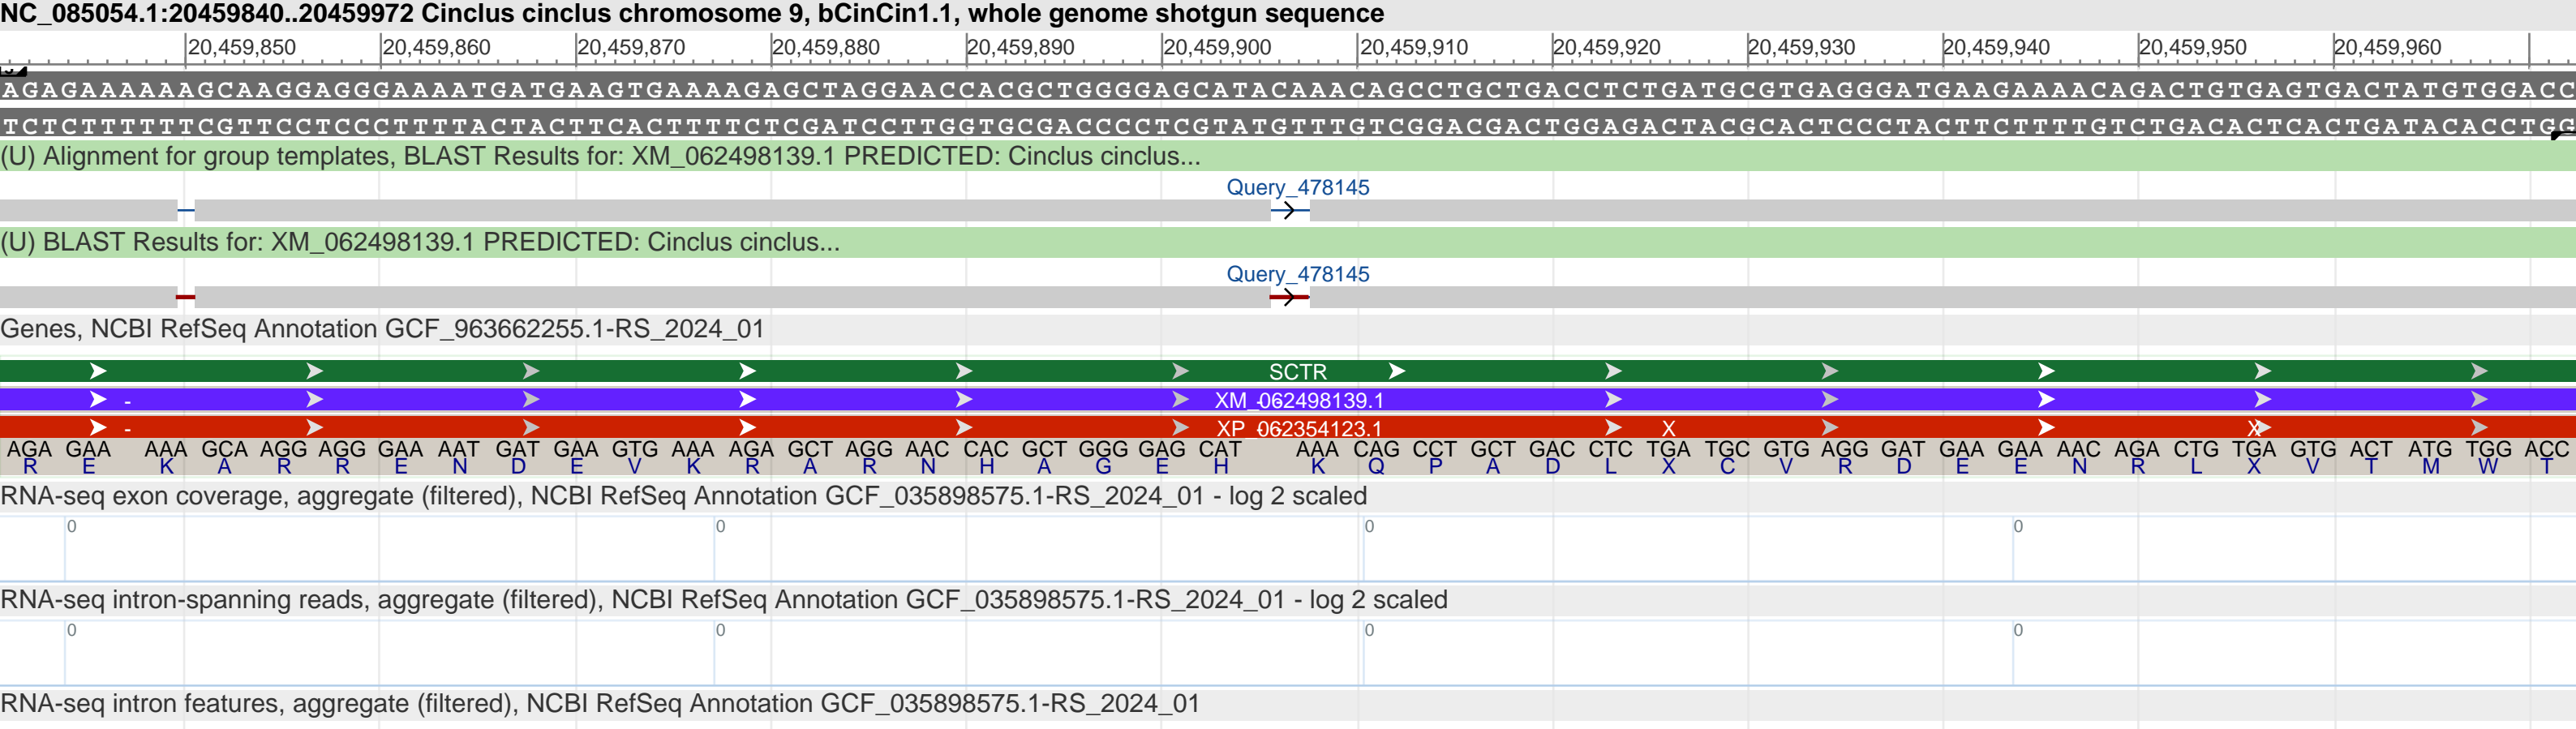 NC_085054.1:20459840..20459972 Cinclus cinclus chromosome 9, bCinCin1.1, whole genome shotgun sequence
20,459,850 20,459,860 20,459,870 20,459,880 20,459,890 20,459,900 20,459,910 20,459,920 20,459,930 20,459,940 20,459,950 20,459,960
AGAGAAAAAAGCAAGGAGGGAAAATGATGAAGTGAAAAGAGCTAGGAACCACGCTGGGGAGCATACAAACAGCCTGCTGACCTCTGATGCGTGAGGGATGAAGAAAACAGACTGTGAGTGACTATGTGGACC
TCTCTTTTTTCGTTCCTCCCTTTTACTACTTCACTTTTCTCGATCCTTGGTGCGACCCCTCGTATGTTTGTCGGACGACTGGAGACTACGCACTCCCTACTTCTTTTGTCTGACACTCACTGATACACCTGG
(U) Alignment for group templates, BLAST Results for: XM_062498139.1 PREDICTED: Cinclus cinclus...
Query_478145
(U) BLAST Results for: XM_062498139.1 PREDICTED: Cinclus cinclus...
Query_478145
Genes, NCBI RefSeq Annotation GCF_963662255.1-RS_2024_01
SCTR
- XM_062498139.1
- XP_062354123.1 X X
AGA GAA AAA GCA AGG AGG GAA AAT GAT GAA GTG AAA AGA GCT AGG AAC CAC GCT GGG GAG CAT AAA CAG CCT GCT GAC CTC TGA TGC GTG AGG GAT GAA GAA AAC AGA CTG TGA GTG ACT ATG TGG ACC
R E K A R R E N D E V K R A R N H A G E H K Q P A D L X C V R D E E N R L X V T M W T
RNA-seq exon coverage, aggregate (filtered), NCBI RefSeq Annotation GCF_035898575.1-RS_2024_01 - log 2 scaled
0 0 0 0
RNA-seq intron-spanning reads, aggregate (filtered), NCBI RefSeq Annotation GCF_035898575.1-RS_2024_01 - log 2 scaled
0 0 0 0
RNA-seq intron features, aggregate (filtered), NCBI RefSeq Annotation GCF_035898575.1-RS_2024_01